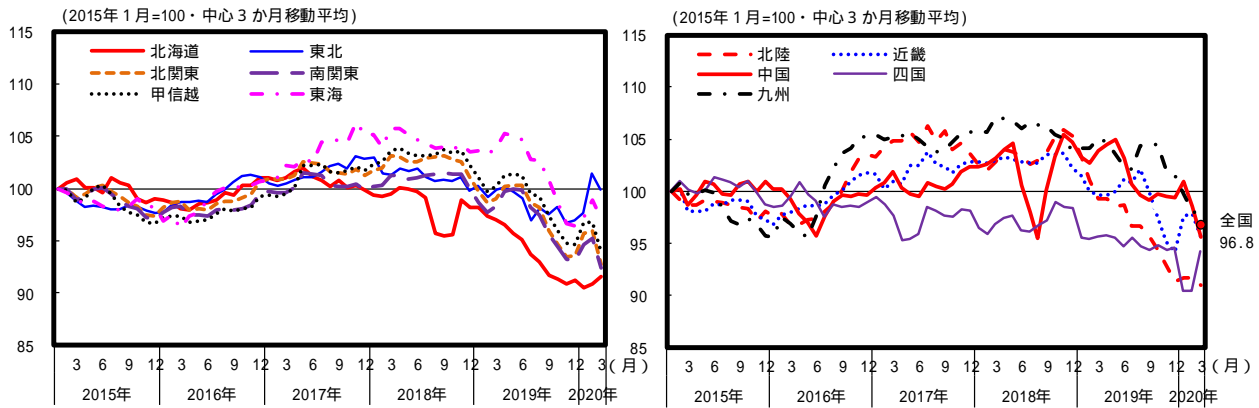 (2015年１月=100・中心３か月移動平均)
115
110
105
100
95
90
85
北海道
東北
北関東
南関東
甲信越
東海
3 6 9 12 3 6 9 12 3 6 9 12 3 6 9 12 3 6 9 12 3 (月)
2015年 2016年 2017年 2018年 2019年 2020年
(2015年１月=100・中心３か月移動平均)
115
110
105
100
95
90
85
北陸
近畿
中国
四国
九州
全国
96.8
3 6 9 12 3 6 9 12 3 6 9 12 3 6 9 12 3 6 9 12 3 (月)
2015年 2016年 2017年 2018年 2019年 2020年